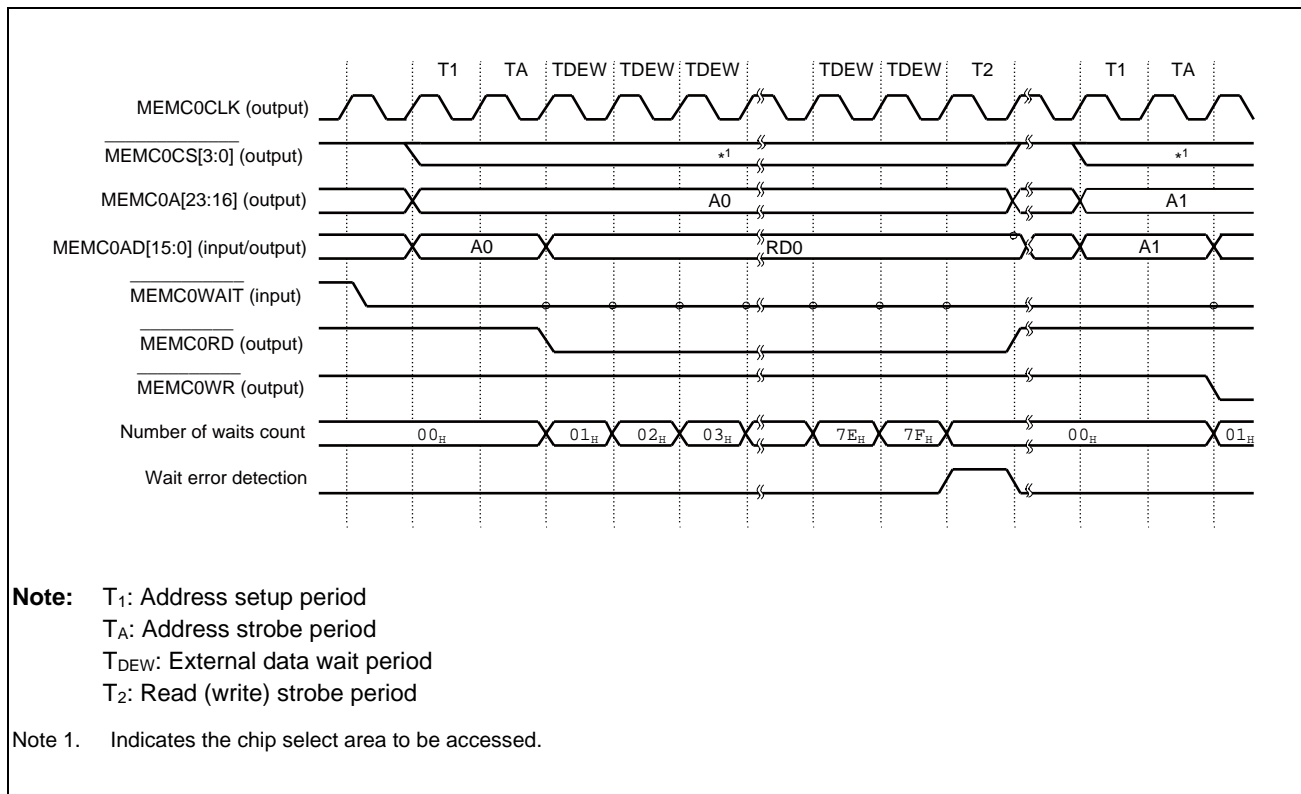 T1 TA TDEW TDEW TDEW TDEW TDEW T2 T1 TA
MEMC0CLK (output)
MEMC0CS[3:0] (output) *1 *1
MEMC0A[23:16] (output) A0 A1
MEMC0AD[15:0] (input/output) A0 RD0 A1
MEMC0WAIT (input)
MEMC0RD (output)
MEMC0WR (output)
Number of waits count 00H 01H 02H 03H 7EH 7FH 00H 01H
Wait error detection
Note: T1: Address setup period
TA: Address strobe period
TDEW: External data wait period
T2: Read (write) strobe period
Note 1. Indicates the chip select area to be accessed.